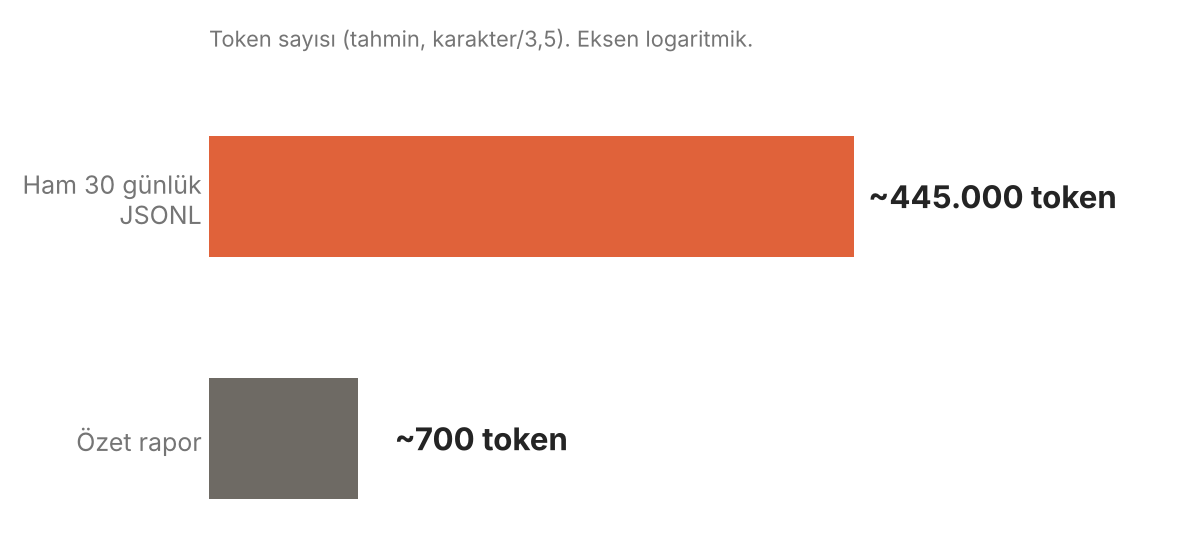 Token sayısı (tahmin, karakter/3,5). Eksen logaritmik.
Ham 30 günlük
JSONL
~445.000 token
Özet rapor
~700 token